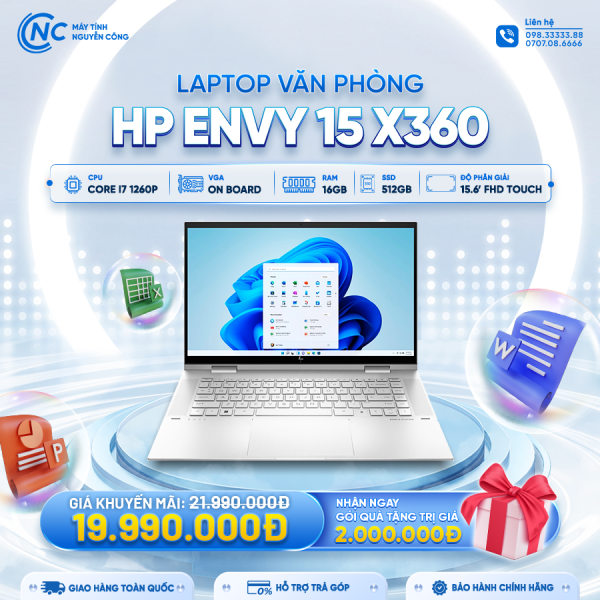 NC
MÁY TÍNH
NGUYỄN CÔNG
Liên hệ
098.33333.88
0707.08.6666
LAPTOP VĂN PHÒNG
HP ENVY 15 X360
CPU
CORE I7 1260P
VGA
ON BOARD
RAM
16GB
SSD
512GB
ĐỘ PHÂN GIẢI
15.6' FHD TOUCH
X
W
P
GIÁ KHUYẾN MÃI: 21.990.000Đ
19.990.000Đ
NHẬN NGAY
GÓI QUÀ TẶNG TRỊ GIÁ
2.000.000Đ
GIAO HÀNG TOÀN QUỐC
0%
HỖ TRỢ TRẢ GÓP
BẢO HÀNH CHÍNH HÃNG